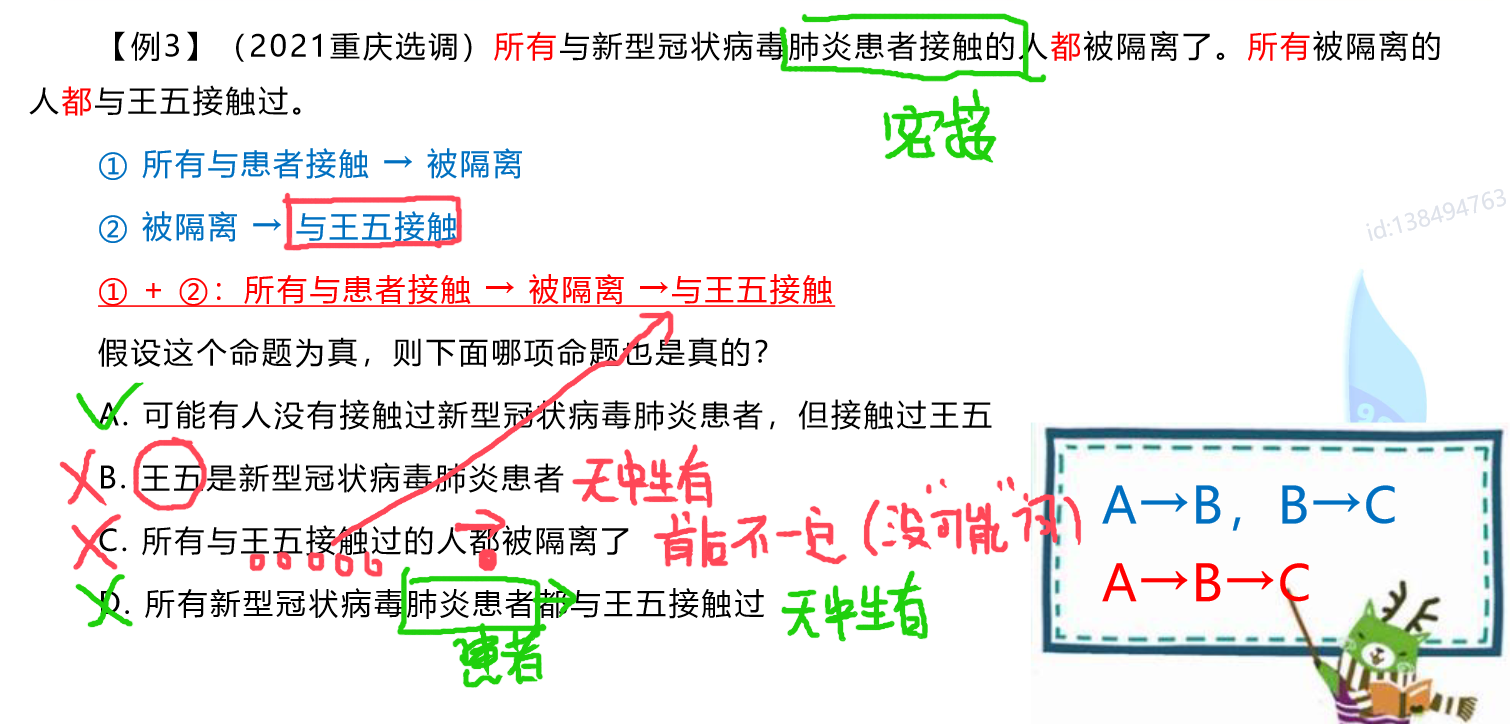 【例3】（2021重庆选调）所有与新型冠状病毒肺炎患者接触的人都被隔离了。所有被隔离的
人都与王五接触过。
密接
① 所有与患者接触 → 被隔离
② 被隔离 → 与王五接触
id:138494763
① + ②：所有与患者接触 → 被隔离 →与王五接触
假设这个命题为真，则下面哪项命题也是真的？
A. 可能有人没有接触过新型冠状病毒肺炎患者，但接触过王五
B. 王五是新型冠状病毒肺炎患者 无中生有
C. 所有与王五接触过的人都被隔离了 肯后不一定（没"可能"词）
D. 所有新型冠状病毒肺炎患者都与王五接触过 无中生有
患者
A→B，B→C
A→B→C